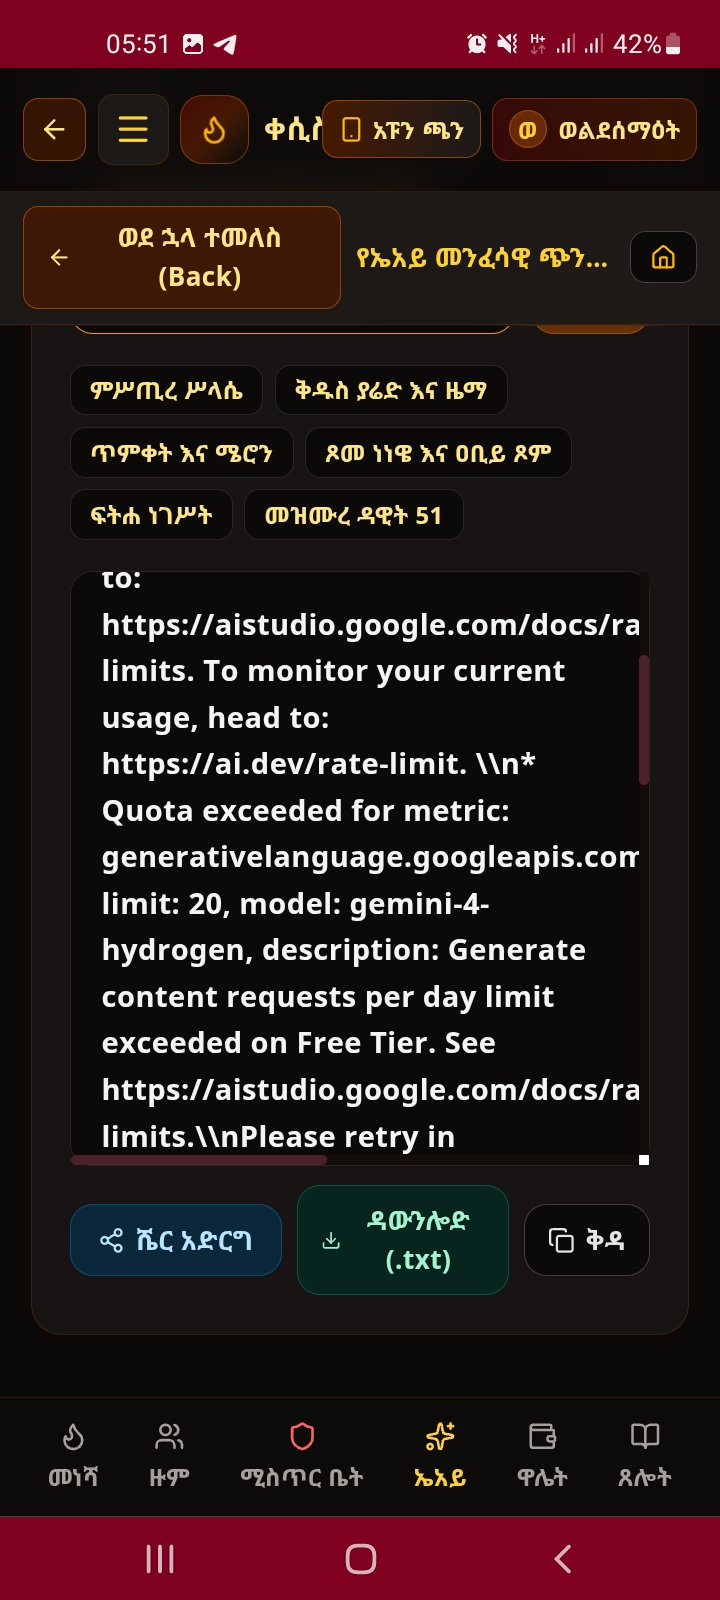 05:51
42%
ቀሲስ
አፑን ጫን
ወ ወልደሰማዕት
ወደ ኋላ ተመለስ
(Back)
የኤአይ መንፈሳዊ ጭን...
ምሥጢረ ሥላሴ
ቅዱስ ያሬድ እና ዜማ
ጥምቀት እና ሜሮን
ጾመ ነነዌ እና ዐቢይ ጾም
ፍትሐ ነገሥት
መዝሙረ ዳዊት 51
to:
https://aistudio.google.com/docs/ra
limits. To monitor your current
usage, head to:
https://ai.dev/rate-limit. \\n*
Quota exceeded for metric:
generativelanguage.googleapis.com
limit: 20, model: gemini-4-
hydrogen, description: Generate
content requests per day limit
exceeded on Free Tier. See
https://aistudio.google.com/docs/ra
limits.\\nPlease retry in
ሼር አድርግ
ዳውንሎድ
(.txt)
ቅዳ
መነሻ
ዙም
ሚስጥር ቤት
ኤአይ
ዋሌት
ጸሎት